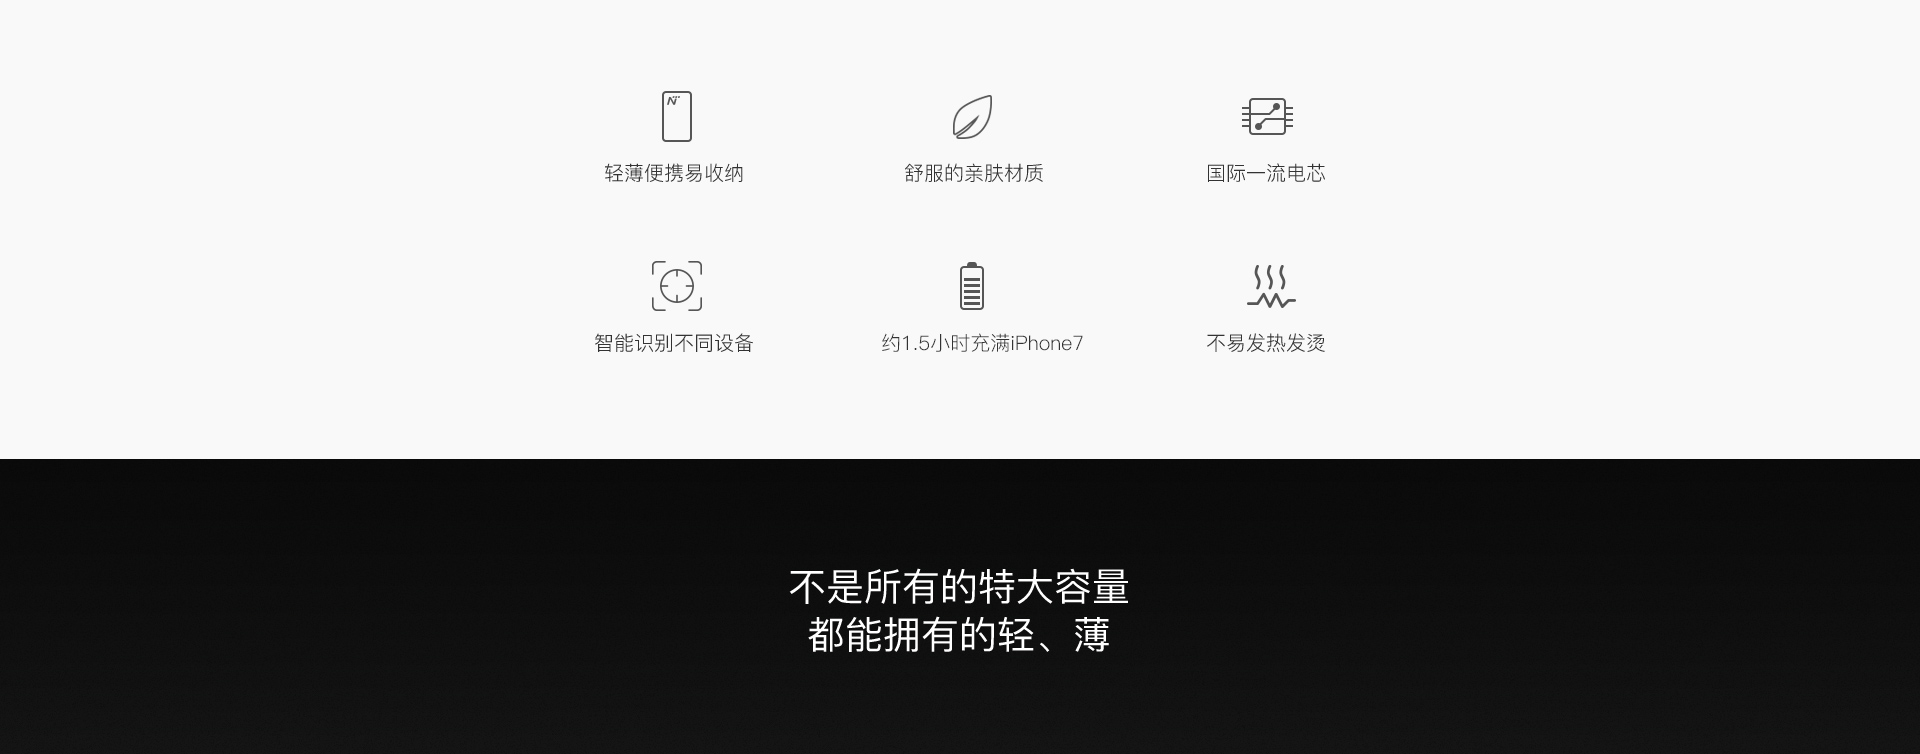 轻薄便携易收纳
舒服的亲肤材质
国际一流电芯
智能识别不同设备
约1.5小时充满iPhone7
不易发热发烫
不是所有的特大容量
都能拥有的轻、薄